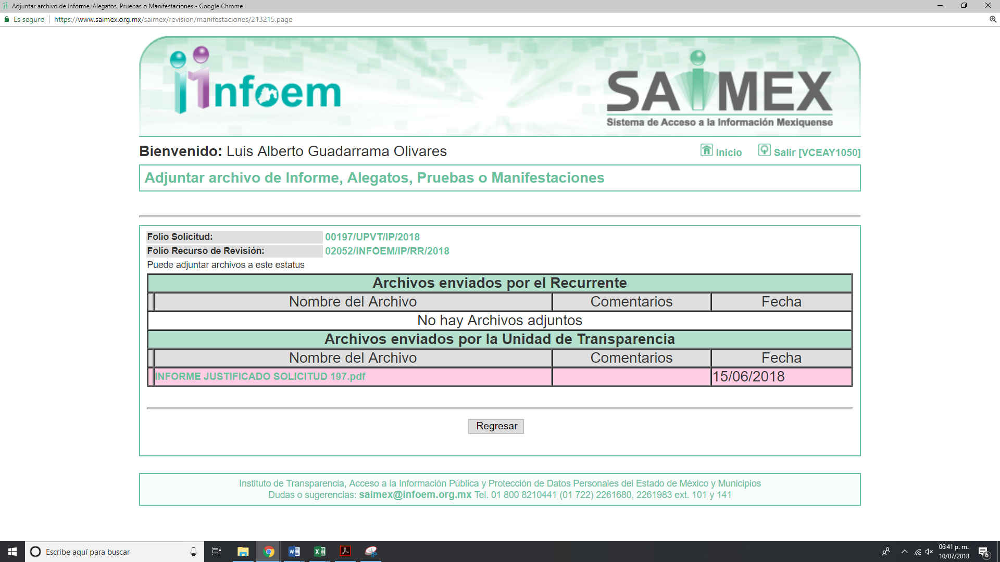 Adjuntar archivo de Informe, Alegatos, Pruebas o Manifestaciones - Google Chrome
Es seguro | https://www.saimex.org.mx/saimex/revision/manifestaciones/213215.page
infoem
SAIMEX
Sistema de Acceso a la Información Mexiquense
Bienvenido: Luis Alberto Guadarrama Olivares
Inicio
Salir [VCEAY1050]
Adjuntar archivo de Informe, Alegatos, Pruebas o Manifestaciones
Folio Solicitud: 00197/UPVT/IP/2018
Folio Recurso de Revisión: 02052/INFOEM/IP/RR/2018
Puede adjuntar archivos a este estatus
Archivos enviados por el Recurrente
Nombre del Archivo Comentarios Fecha
No hay Archivos adjuntos
Archivos enviados por la Unidad de Transparencia
Nombre del Archivo Comentarios Fecha
INFORME JUSTIFICADO SOLICITUD 197.pdf 15/06/2018
Regresar
Instituto de Transparencia, Acceso a la Información Pública y Protección de Datos Personales del Estado de México y Municipios
Dudas o sugerencias: saimex@infoem.org.mx Tel. 01 800 8210441 (01 722) 2261680, 2261983 ext. 101 y 141
Escribe aquí para buscar
06:41 p. m.
10/07/2018
6